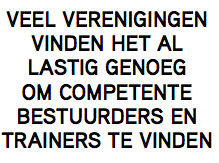 VEEL VERENIGINGEN
VINDEN HET AL
LASTIG GENOEG
OM COMPETENTE
BESTUURDERS EN
TRAINERS TE VINDEN